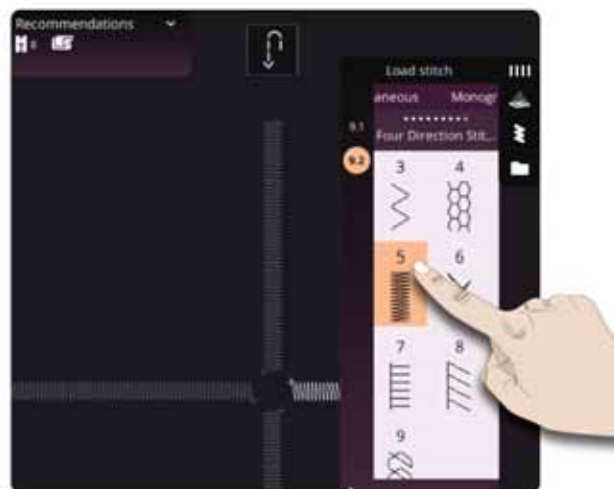 Recommendations
8
Load stitch
aneous Monogr
9.1
Four Direction Stit...
9.2
3 4
5 6
7 8
9